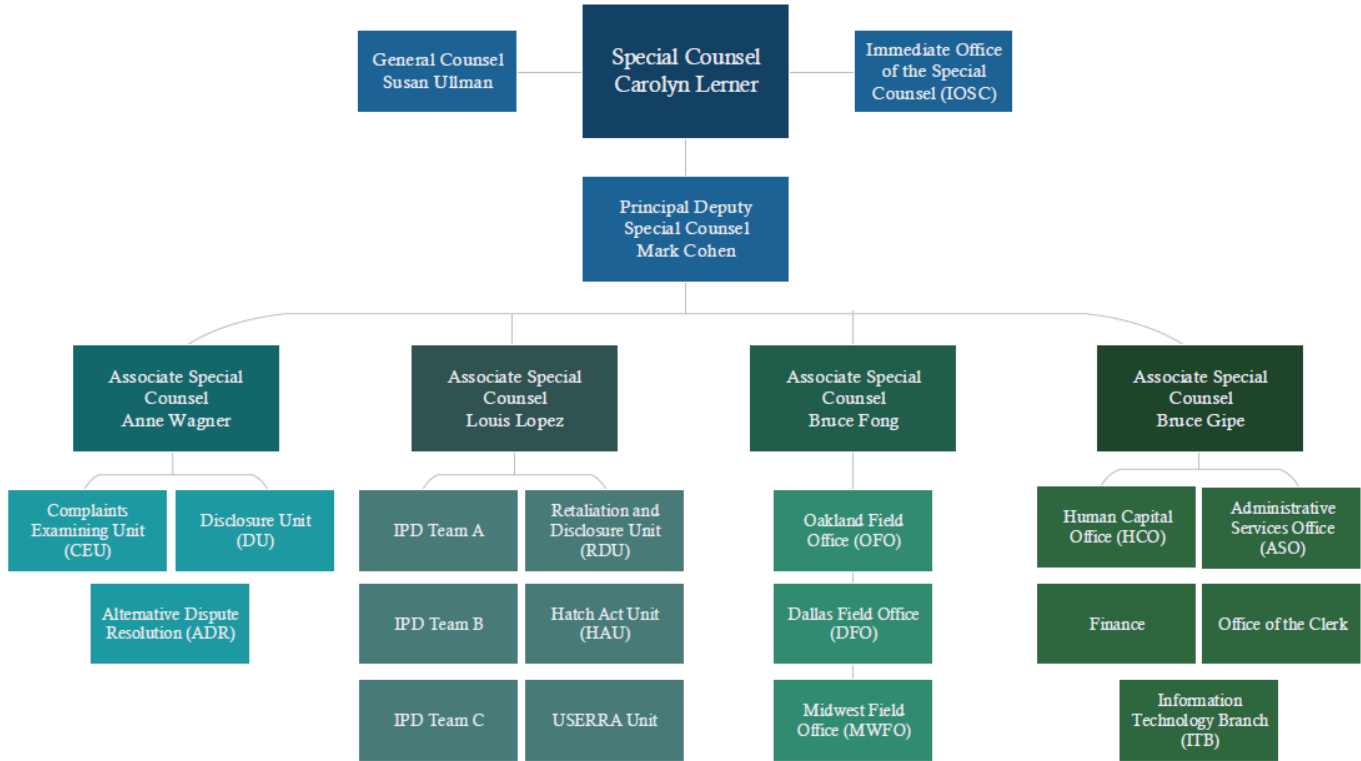 General Counsel
Susan Ullman
Special Counsel
Carolyn Lerner
Immediate Office
of the Special
Counsel (IOSC)
Principal Deputy
Special Counsel
Mark Cohen
Associate Special
Counsel
Anne Wagner
Associate Special
Counsel
Louis Lopez
Associate Special
Counsel
Bruce Fong
Associate Special
Counsel
Bruce Gipe
Complaints
Examining Unit
(CEU)
Disclosure Unit
(DU)
Alternative Dispute
Resolution (ADR)
IPD Team A
Retaliation and
Disclosure Unit
(RDU)
IPD Team B
Hatch Act Unit
(HAU)
IPD Team C
USERRA Unit
Oakland Field
Office (OFO)
Dallas Field Office
(DFO)
Midwest Field
Office (MWFO)
Human Capital
Office (HCO)
Administrative
Services Office
(ASO)
Finance
Office of the Clerk
Information
Technology Branch
(ITB)